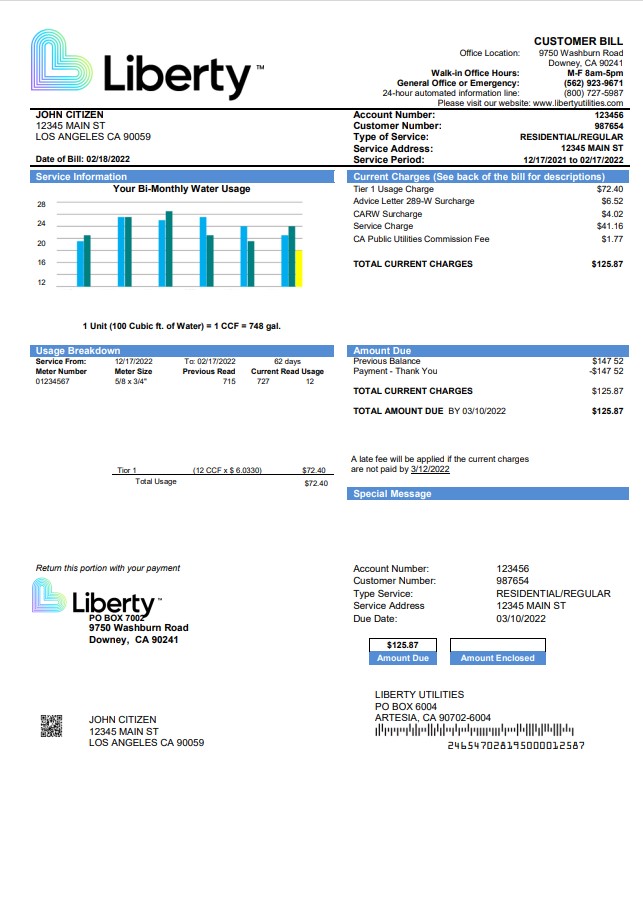 Liberty™
CUSTOMER BILL
Office Location: 9750 Washburn Road
Downey, CA 90241
Walk-in Office Hours: M-F 8am-5pm
General Office or Emergency: (562) 923-9671
24-hour automated information line: (800) 727-5987
Please visit our website: www.libertyutilities.com
JOHN CITIZEN
12345 MAIN ST
LOS ANGELES CA 90059
Date of Bill: 02/18/2022
Account Number: 123456
Customer Number: 987654
Type of Service: RESIDENTIAL/REGULAR
Service Address: 12345 MAIN ST
Service Period: 12/17/2021 to 02/17/2022
Service Information
Your Bi-Monthly Water Usage
28
24
20
16
12
1 Unit (100 Cubic ft. of Water) = 1 CCF = 748 gal.
Current Charges (See back of the bill for descriptions)
Tier 1 Usage Charge $72.40
Advice Letter 289-W Surcharge $6.52
CARW Surcharge $4.02
Service Charge $41.16
CA Public Utilities Commission Fee $1.77
TOTAL CURRENT CHARGES $125.87
Usage Breakdown
Service From: 12/17/2022 To: 02/17/2022 62 days
Meter Number Meter Size Previous Read Current Read Usage
01234567 5/8 x 3/4" 715 727 12
Tier 1 (12 CCF x $ 6.0330) $72.40
Total Usage $72.40
Amount Due
Previous Balance $147 52
Payment - Thank You -$147 52
TOTAL CURRENT CHARGES $125.87
TOTAL AMOUNT DUE BY 03/10/2022 $125.87
A late fee will be applied if the current charges
are not paid by 3/12/2022
Special Message
Return this portion with your payment
Liberty™
PO BOX 7002
9750 Washburn Road
Downey, CA 90241
Account Number: 123456
Customer Number: 987654
Type Service: RESIDENTIAL/REGULAR
Service Address 12345 MAIN ST
Due Date: 03/10/2022
$125.87
Amount Due Amount Enclosed
JOHN CITIZEN
12345 MAIN ST
LOS ANGELES CA 90059
LIBERTY UTILITIES
PO BOX 6004
ARTESIA, CA 90702-6004
246547028195000012587